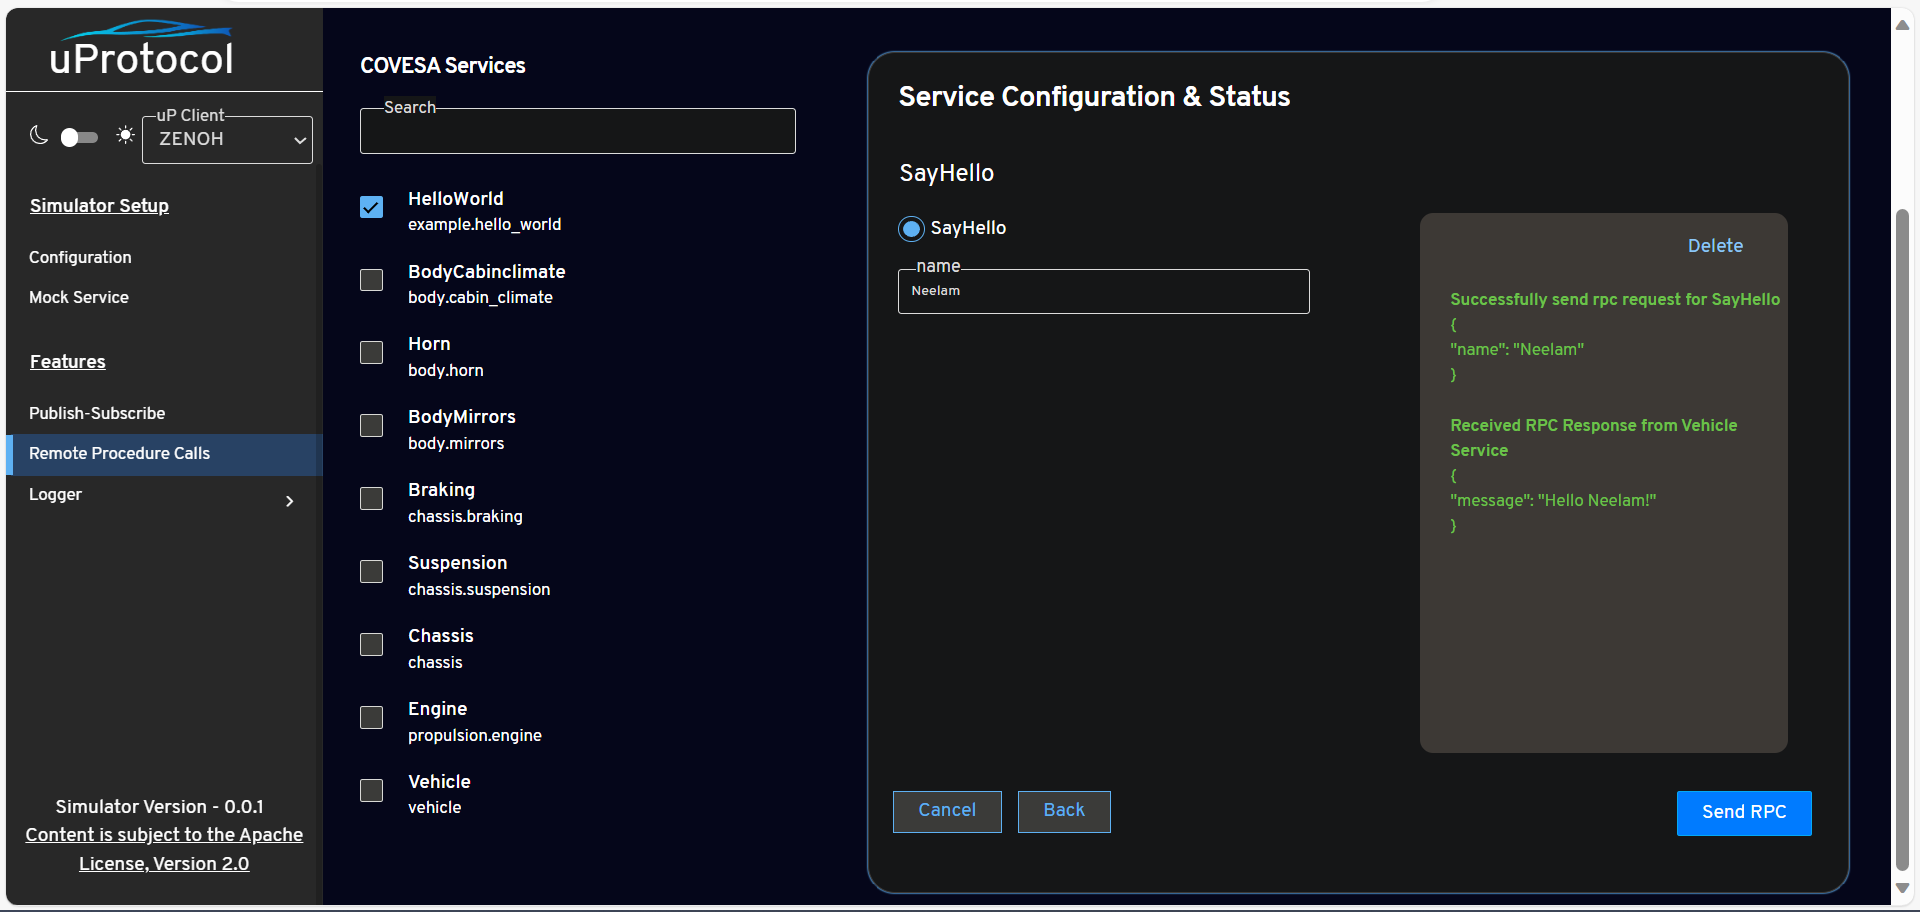 uProtocol
uP Client
ZENOH
Simulator Setup
Configuration
Mock Service
Features
Publish-Subscribe
Remote Procedure Calls
Logger
Simulator Version - 0.0.1
Content is subject to the Apache
License, Version 2.0
COVESA Services
Search
HelloWorld
example.hello_world
BodyCabinclimate
body.cabin_climate
Horn
body.horn
BodyMirrors
body.mirrors
Braking
chassis.braking
Suspension
chassis.suspension
Chassis
chassis
Engine
propulsion.engine
Vehicle
vehicle
Service Configuration & Status
SayHello
SayHello
name
Neelam
Delete
Successfully send rpc request for SayHello
{
"name": "Neelam"
}
Received RPC Response from Vehicle
Service
{
"message": "Hello Neelam!"
}
Cancel
Back
Send RPC